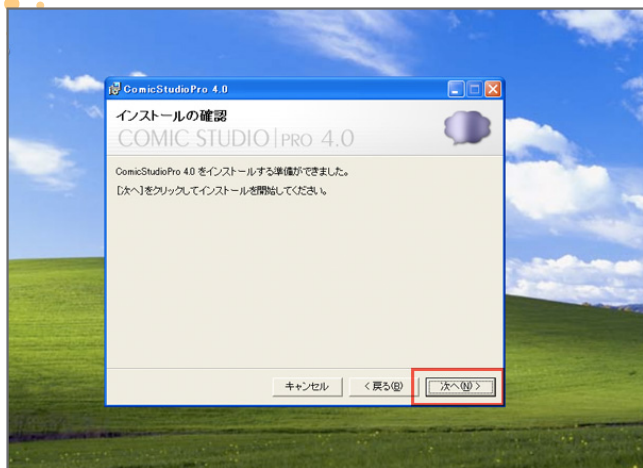 ComicStudioPro 4.0
インストールの確認
COMIC STUDIO | PRO 4.0
ComicStudioPro 4.0 をインストールする準備ができました。
[次へ]をクリックしてインストールを開始してください。
キャンセル
< 戻る(B)
次へ(N) >